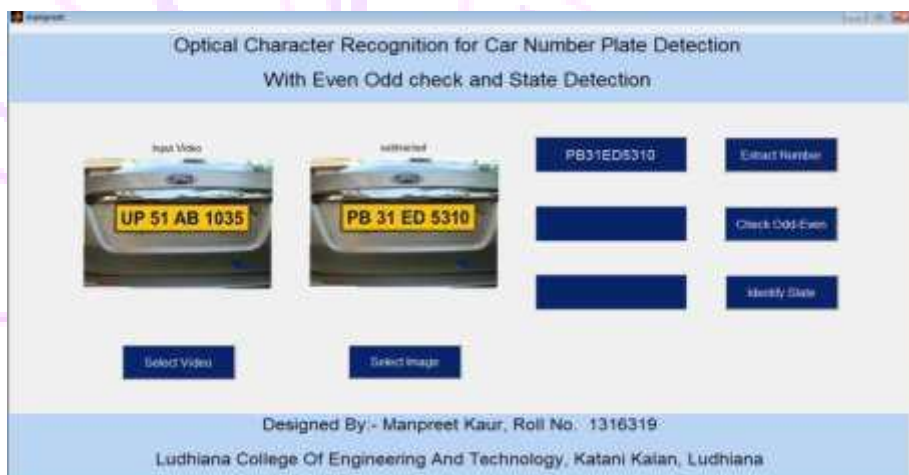 manpreet
Optical Character Recognition for Car Number Plate Detection
With Even Odd check and State Detection
Input Video
extracted
PB31ED5310
Extract Number
UP 51 AB 1035
PB 31 ED 5310
Check Odd-Even
Identify State
Select Video
Select Image
Designed By:- Manpreet Kaur, Roll No. 1316319
Ludhiana College Of Engineering And Technology, Katani Kalan, Ludhiana